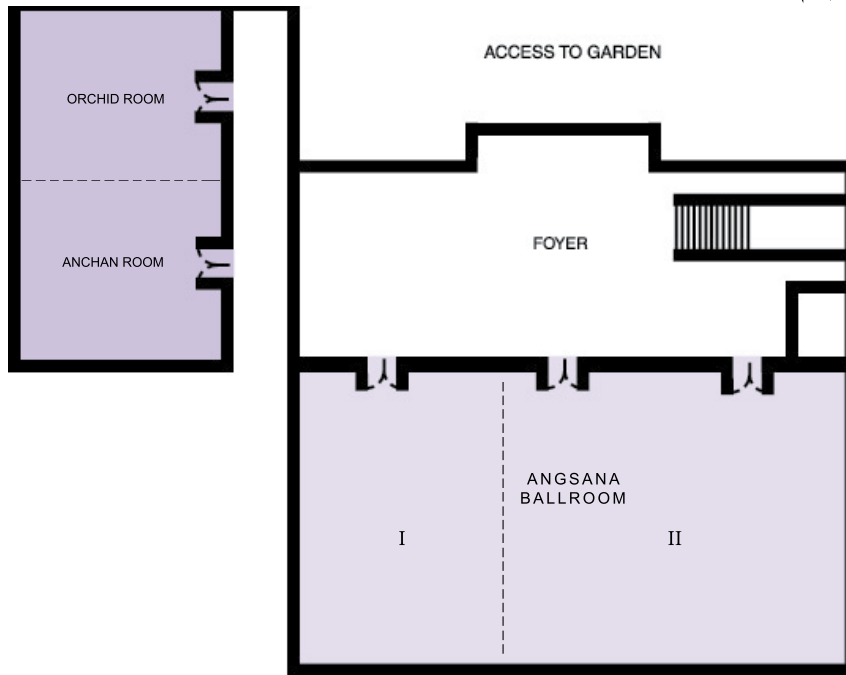 ACCESS TO GARDEN
ORCHID ROOM
FOYER
ANCHAN ROOM
ANGSANA
BALLROOM
I
II